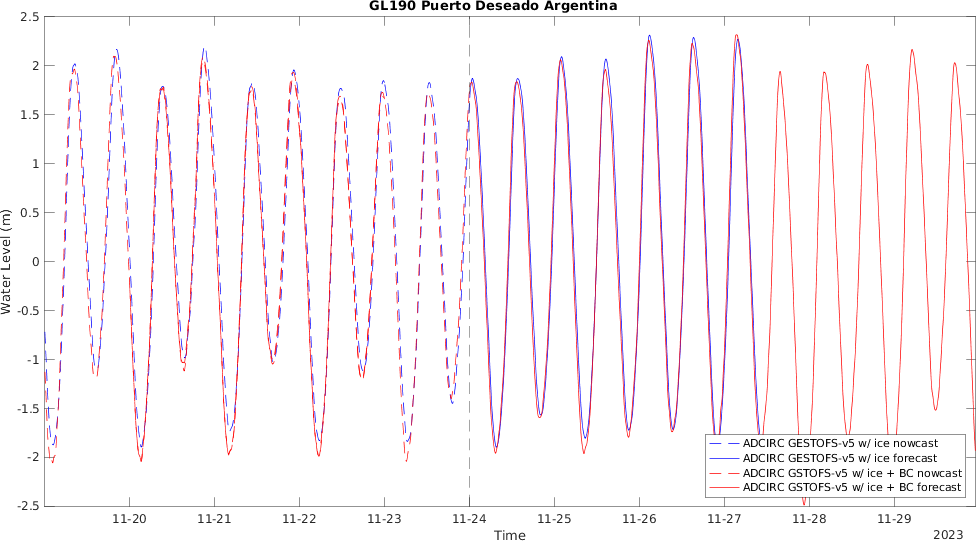 GL190 Puerto Deseado Argentina
2.5
2
1.5
1
0.5
0
-0.5
-1
-1.5
-2
-2.5
Water Level (m)
11-20 11-21 11-22 11-23 11-24 11-25 11-26 11-27 11-28 11-29
Time
2023
ADCIRC GESTOFS-v5 w/ ice nowcast
ADCIRC GESTOFS-v5 w/ ice forecast
ADCIRC GSTOFS-v5 w/ ice + BC nowcast
ADCIRC GSTOFS-v5 w/ ice + BC forecast